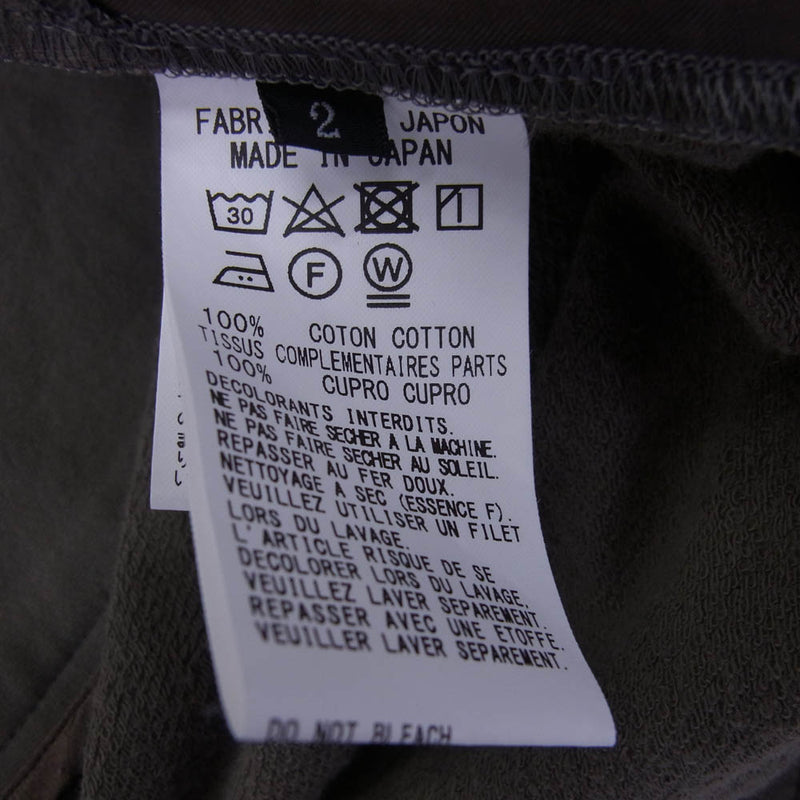 2
FABR JAPON
MADE IN JAPAN
30
F W
100% COTON COTTON
TISSUS COMPLEMENTAIRES PARTS
100% CUPRO CUPRO
DECOLORANTS INTERDITS.
NE PAS FAIRE SECHER A LA MACHINE.
NE PAS FAIRE SECHER AU SOLEIL.
REPASSER AU FER DOUX.
NETTOYAGE A SEC (ESSENCE F).
VEUILLEZ UTILISER UN FILET
LORS DU LAVAGE.
L'ARTICLE RISQUE DE SE
DECOLORER LORS DU LAVAGE.
VEUILLEZ LAVER SEPAREMENT.
REPASSER AVEC UNE ETOFFE.
VEUILLER LAVER SEPAREMENT.
DO NOT BLEACH